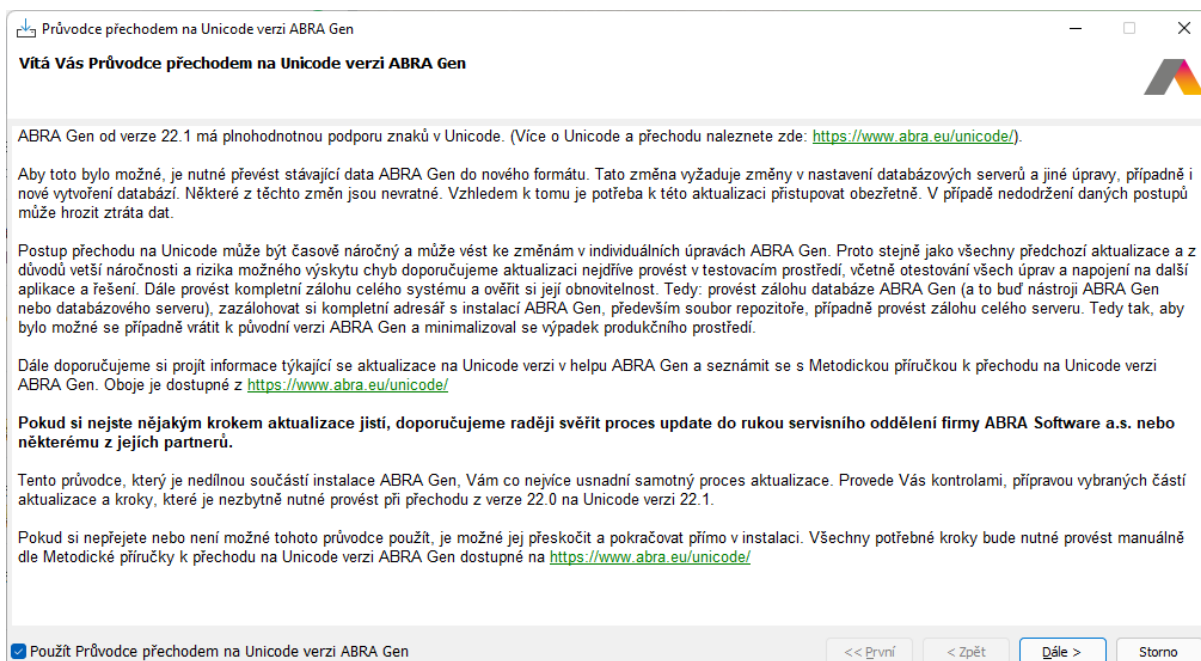 Průvodce přechodem na Unicode verzi ABRA Gen
Vítá Vás Průvodce přechodem na Unicode verzi ABRA Gen
ABRA Gen od verze 22.1 má plnohodnotnou podporu znaků v Unicode. (Více o Unicode a přechodu naleznete zde: https://www.abra.eu/unicode/).
Aby toto bylo možné, je nutné převést stávající data ABRA Gen do nového formátu. Tato změna vyžaduje změny v nastavení databázových serverů a jiné úpravy, případně i
nové vytvoření databází. Některé z těchto změn jsou nevratné. Vzhledem k tomu je potřeba k této aktualizaci přistupovat obezřetně. V případě nedodržení daných postupů
může hrozit ztráta dat.
Postup přechodu na Unicode může být časově náročný a může vést ke změnám v individuálních úpravách ABRA Gen. Proto stejně jako všechny předchozí aktualizace a z
důvodů vetší náročnosti a rizika možného výskytu chyb doporučujeme aktualizaci nejdříve provést v testovacím prostředí, včetně otestování všech úprav a napojení na další
aplikace a řešení. Dále provést kompletní zálohu celého systému a ověřit si její obnovitelnost. Tedy: provést zálohu databáze ABRA Gen (a to buď nástroji ABRA Gen
nebo databázového serveru), zazálohovat si kompletní adresář s instalací ABRA Gen, především soubor repozitoře, případně provést zálohu celého serveru. Tedy tak, aby
bylo možné se případně vrátit k původní verzi ABRA Gen a minimalizoval se výpadek produkčního prostředí.
Dále doporučujeme si projít informace týkající se aktualizace na Unicode verzi v helpu ABRA Gen a seznámit se s Metodickou příručkou k přechodu na Unicode verzi
ABRA Gen. Oboje je dostupné z https://www.abra.eu/unicode/
Pokud si nejste nějakým krokem aktualizace jistí, doporučujeme raději svěřit proces update do rukou servisního oddělení firmy ABRA Software a.s. nebo
některému z jejích partnerů.
Tento průvodce, který je nedílnou součástí instalace ABRA Gen, Vám co nejvíce usnadní samotný proces aktualizace. Provede Vás kontrolami, přípravou vybraných částí
aktualizace a kroky, které je nezbytně nutné provést při přechodu z verze 22.0 na Unicode verzi 22.1.
Pokud si nepřejete nebo není možné tohoto průvodce použít, je možné jej přeskočit a pokračovat přímo v instalaci. Všechny potřebné kroky bude nutné provést manuálně
dle Metodické příručky k přechodu na Unicode verzi ABRA Gen dostupné na https://www.abra.eu/unicode/
Použít Průvodce přechodem na Unicode verzi ABRA Gen
<< První < Zpět Dále > Storno